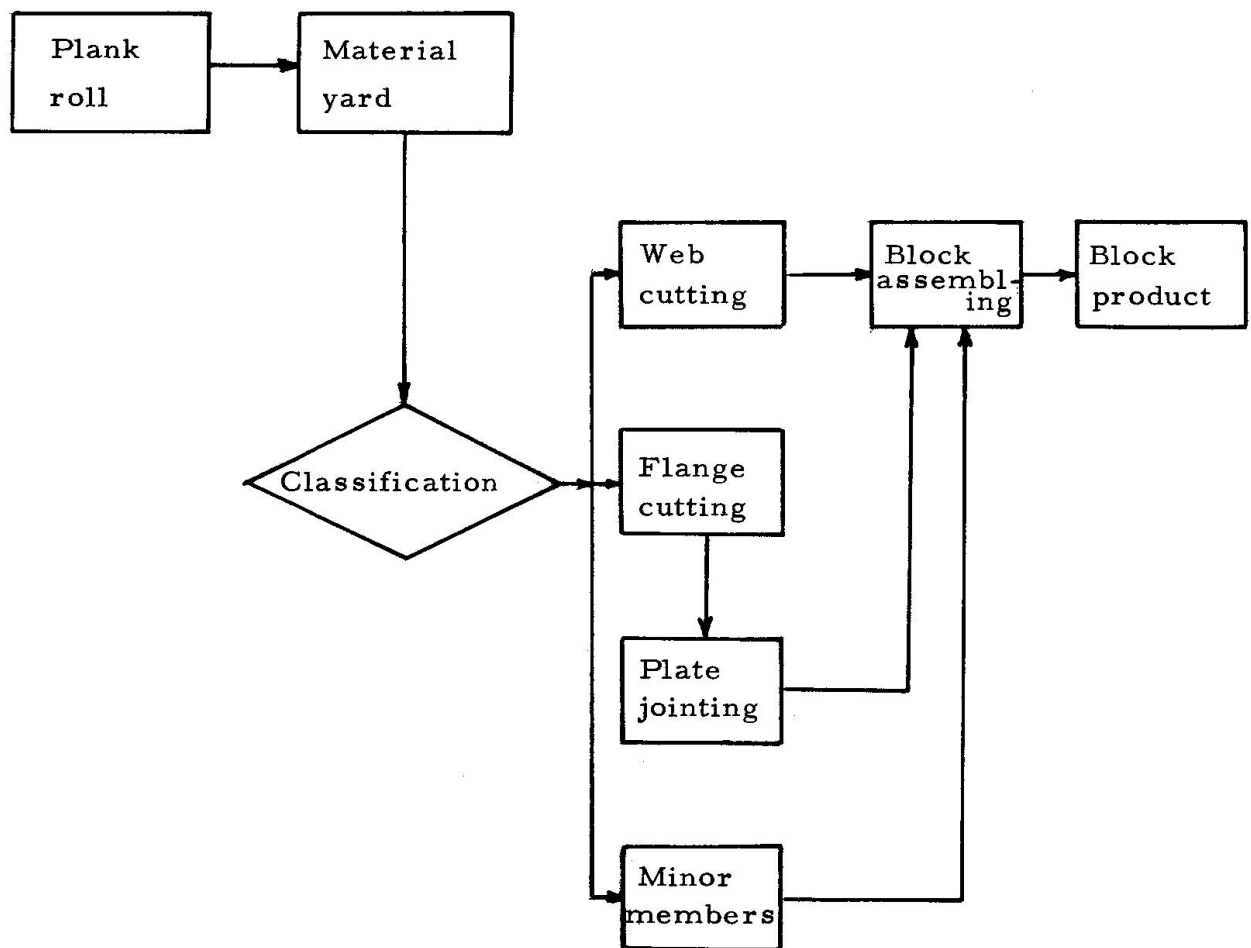 Plank
roll
Material
yard
Web
cutting
Block
assembl-
ing
Block
product
Classification
Flange
cutting
Plate
jointing
Minor
members